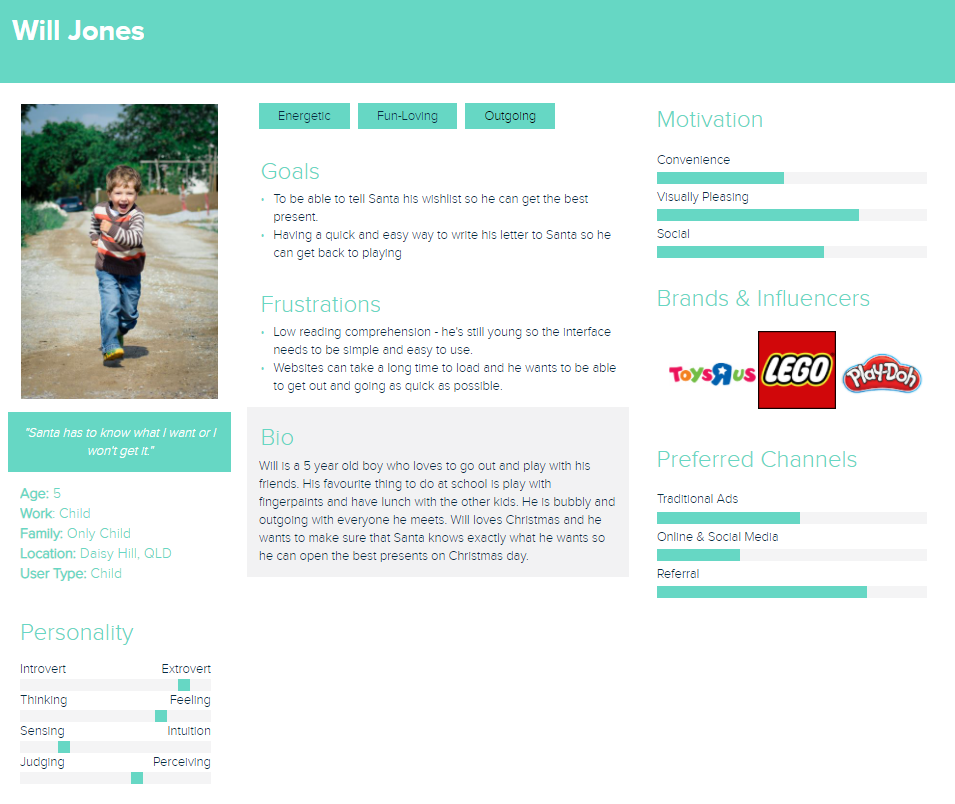 Will Jones
Energetic
Fun-Loving
Outgoing
Goals
To be able to tell Santa his wishlist so he can get the best
present.
Having a quick and easy way to write his letter to Santa so he
can get back to playing
Frustrations
Low reading comprehension - he's still young so the interface
needs to be simple and easy to use.
Websites can take a long time to load and he wants to be able
to get out and going as quick as possible.
Bio
Will is a 5 year old boy who loves to go out and play with his
friends. His favourite thing to do at school is play with
fingerpaints and have lunch with the other kids. He is bubbly and
outgoing with everyone he meets. Will loves Christmas and he
wants to make sure that Santa knows exactly what he wants so
he can open the best presents on Christmas day.
"Santa has to know what I want or I
won't get it."
Age: 5
Work: Child
Family: Only Child
Location: Daisy Hill, QLD
User Type: Child
Personality
Introvert Extrovert
Thinking Feeling
Sensing Intuition
Judging Perceiving
Motivation
Convenience
Visually Pleasing
Social
Brands & Influencers
TOYS R US
LEGO
Play-Doh
Preferred Channels
Traditional Ads
Online & Social Media
Referral